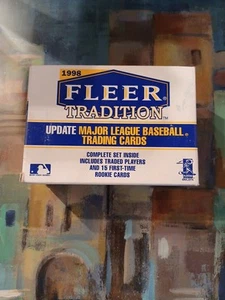 1998
FLEER
TRADITION™
UPDATE MAJOR LEAGUE BASEBALL®
TRADING CARDS
COMPLETE SET INSIDE
INCLUDES TRADED PLAYERS
AND 15 FIRST-TIME
ROOKIE CARDS